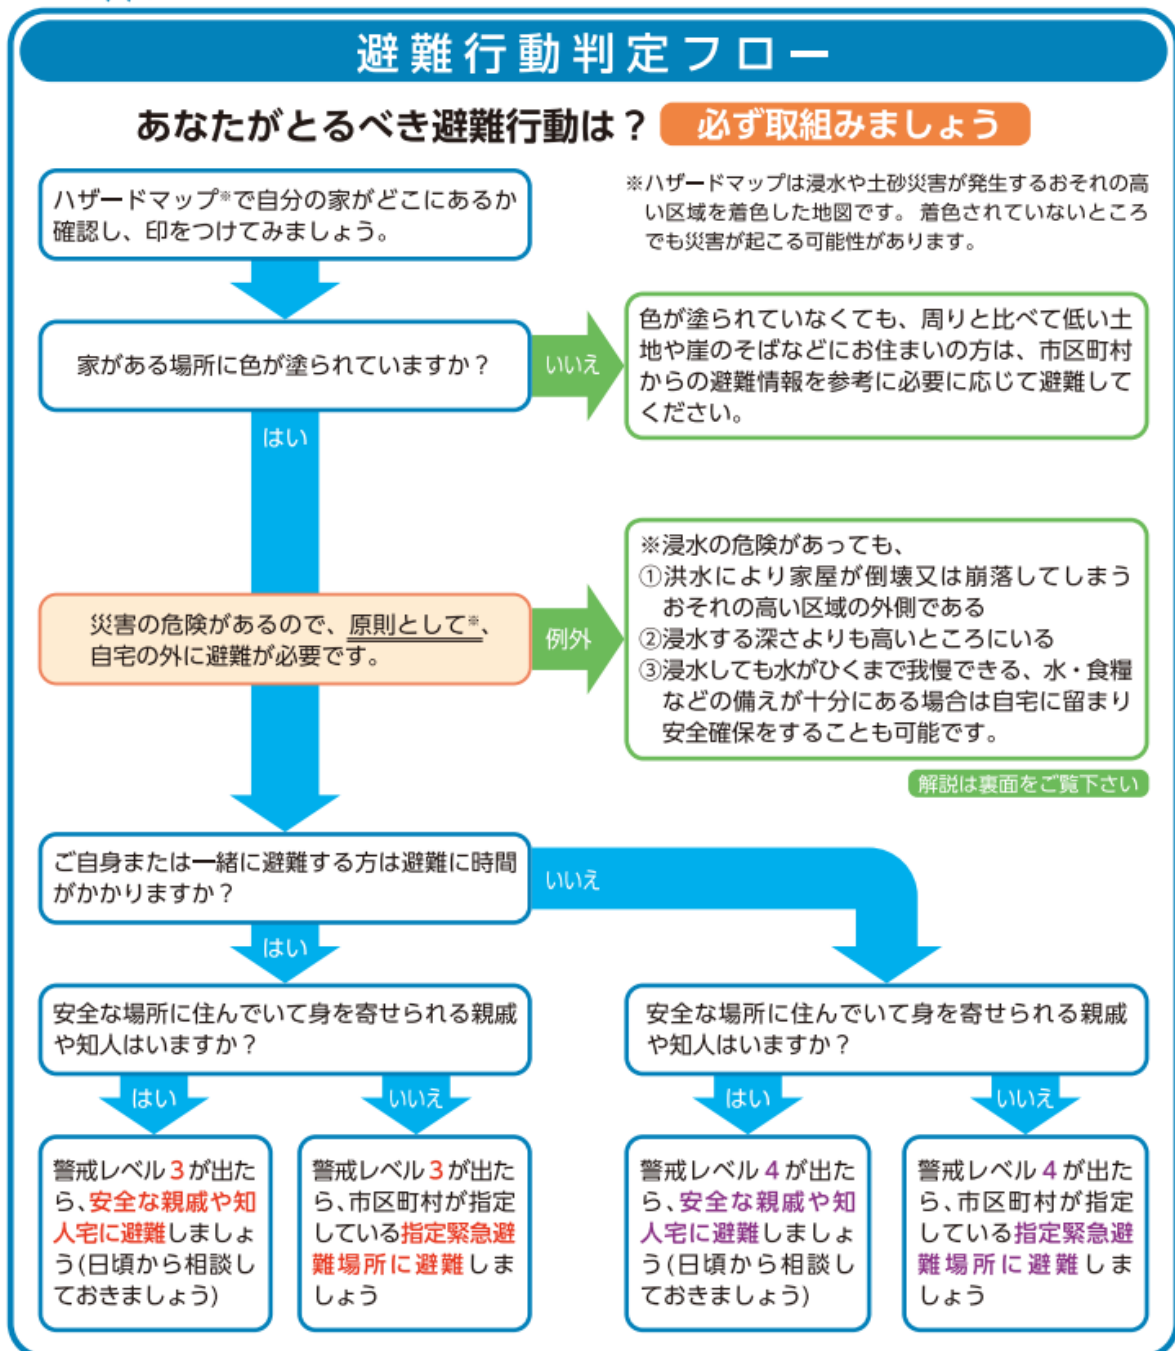 避難行動判定フロー
あなたがとるべき避難行動は？ 必ず取組みましょう
ハザードマップ※で自分の家がどこにあるか
確認し、印をつけてみましょう。
※ハザードマップは浸水や土砂災害が発生するおそれの高
い区域を着色した地図です。 着色されていないところ
でも災害が起こる可能性があります。
家がある場所に色が塗られていますか？
いいえ
色が塗られていなくても、周りと比べて低い土
地や崖のそばなどにお住まいの方は、市区町村
からの避難情報を参考に必要に応じて避難して
ください。
はい
災害の危険があるので、原則として※、
自宅の外に避難が必要です。
例外
※浸水の危険があっても、
①洪水により家屋が倒壊又は崩落してしまう
おそれの高い区域の外側である
②浸水する深さよりも高いところにいる
③浸水しても水がひくまで我慢できる、水・食糧
などの備えが十分にある場合は自宅に留まり
安全確保をすることも可能です。
解説は裏面をご覧下さい
ご自身または一緒に避難する方は避難に時間
がかかりますか？
いいえ
はい
安全な場所に住んでいて身を寄せられる親戚
や知人はいますか？
はい
いいえ
警戒レベル3が出た
ら、安全な親戚や知
人宅に避難しましょ
う(日頃から相談し
ておきましょう)
警戒レベル3が出た
ら、市区町村が指定
している指定緊急避
難場所に避難しま
しょう
安全な場所に住んでいて身を寄せられる親戚
や知人はいますか？
はい
いいえ
警戒レベル4が出た
ら、安全な親戚や知
人宅に避難しましょ
う(日頃から相談し
ておきましょう)
警戒レベル4が出た
ら、市区町村が指定
している指定緊急避
難場所に避難しま
しょう